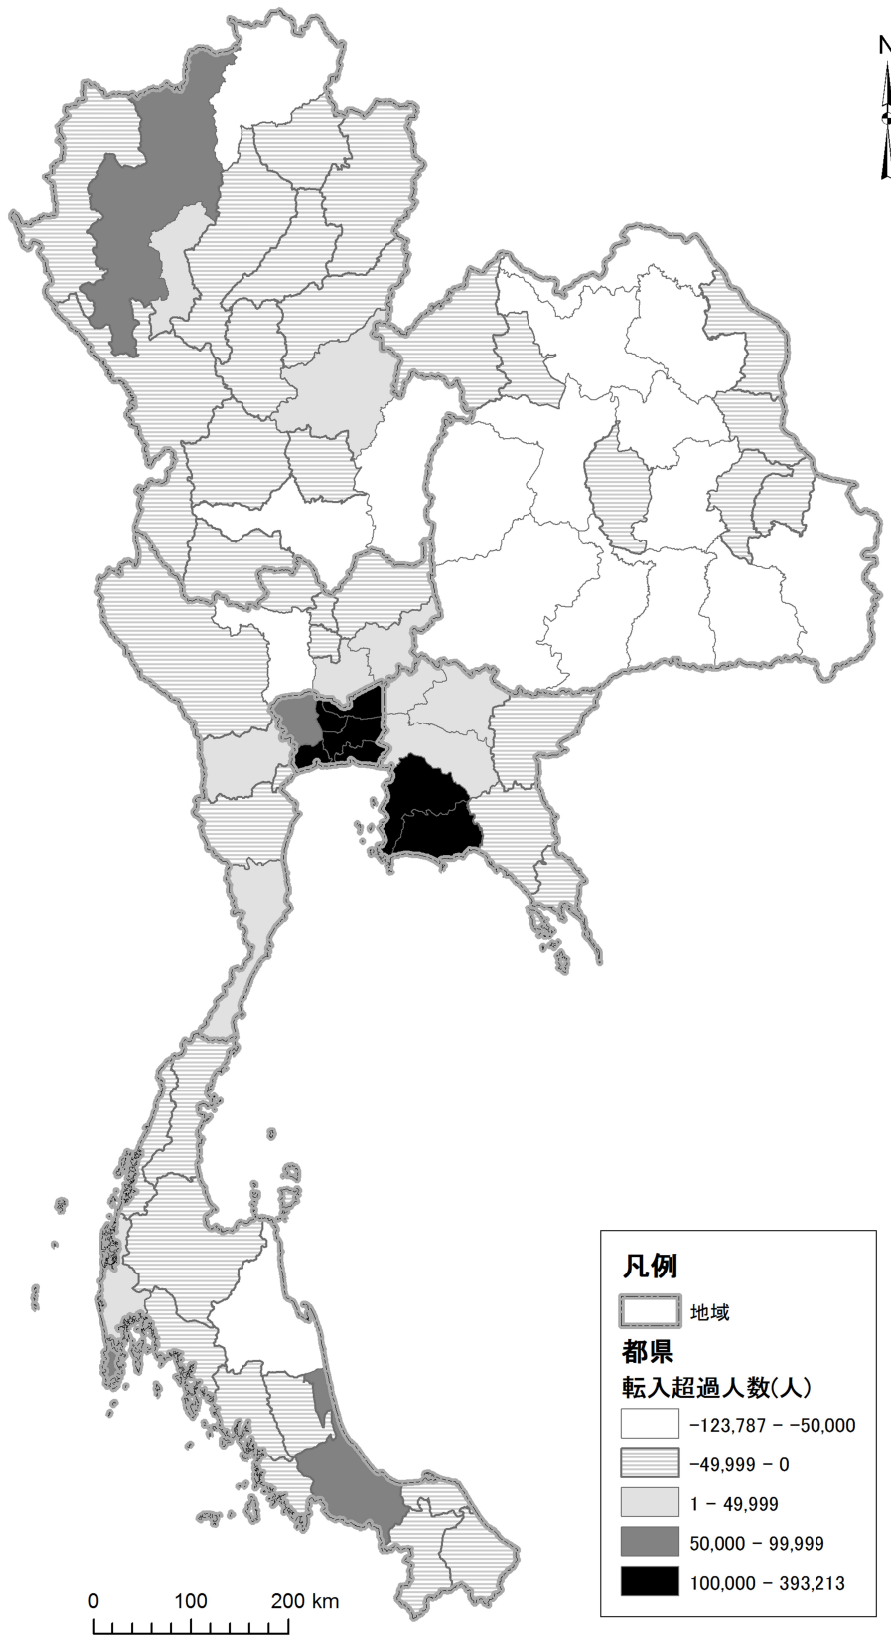 N
凡例
地域
都県
転入超過人数(人)
-123,787 - -50,000
-49,999 - 0
1 - 49,999
50,000 - 99,999
100,000 - 393,213
0 100 200 km